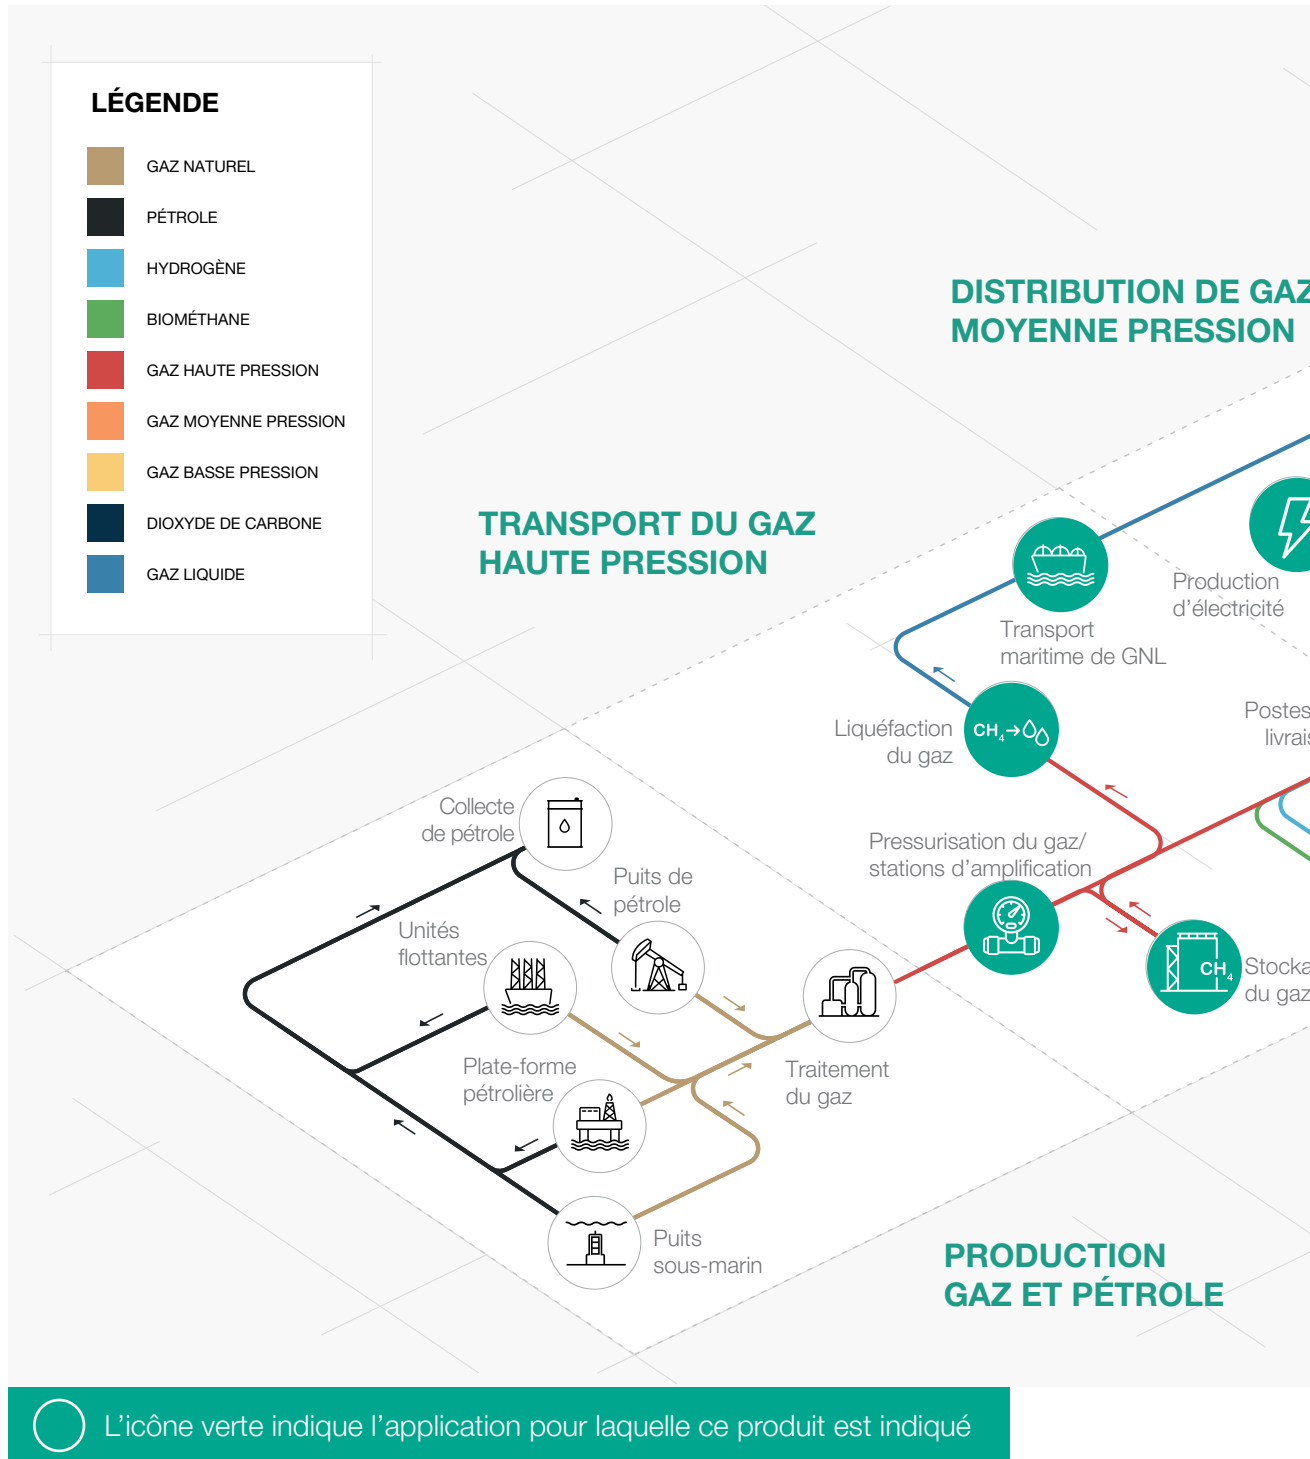 LÉGENDE
GAZ NATUREL
PÉTROLE
HYDROGÈNE
BIOMÉTHANE
GAZ HAUTE PRESSION
GAZ MOYENNE PRESSION
GAZ BASSE PRESSION
DIOXYDE DE CARBONE
GAZ LIQUIDE
DISTRIBUTION DE GAZ
MOYENNE PRESSION
TRANSPORT DU GAZ
HAUTE PRESSION
Production
d'électricité
Transport
maritime de GNL
Postes
Liquéfaction
du gaz
CH₄→
Collecte
de pétrole
Pressurisation du gaz/
stations d'amplification
Puits de
pétrole
Unités
flottantes
CH₄
du gaz
Plate-forme
pétrolière
Traitement
du gaz
Puits
sous-marin
PRODUCTION
GAZ ET PÉTROLE
L'icône verte indique l'application pour laquelle ce produit est indiqué